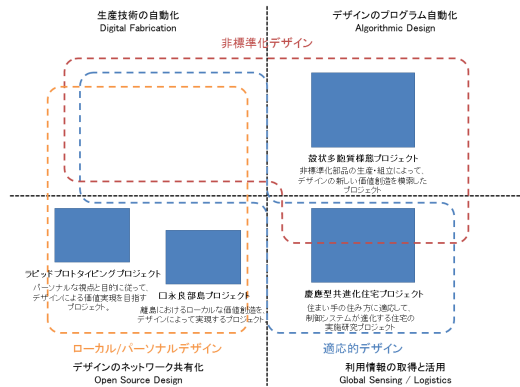 生産技術の自動化
Digital Fabrication
デザインのプログラム自動化
Algorithmic Design
非標準化デザイン
殻状多胞質様態プロジェクト
非標準化部品の生産・組立によって、
デザインの新しい価値創造を模索した
プロジェクト
ラピッドプロトタイピングプロジェクト
パーソナルな視点と目的に従って、
デザインによる価値実現を目指す
プロジェクト。
口永良部島プロジェクト
離島におけるローカルな価値創造を、
デザインによって実現するプロジェクト。
慶應型共進化住宅プロジェクト
住まい手の住み方に適応して、
制御システムが進化する住宅の
実施研究プロジェクト
ローカル/パーソナルデザイン
適応的デザイン
デザインのネットワーク共有化
Open Source Design
利用情報の取得と活用
Global Sensing / Logistics